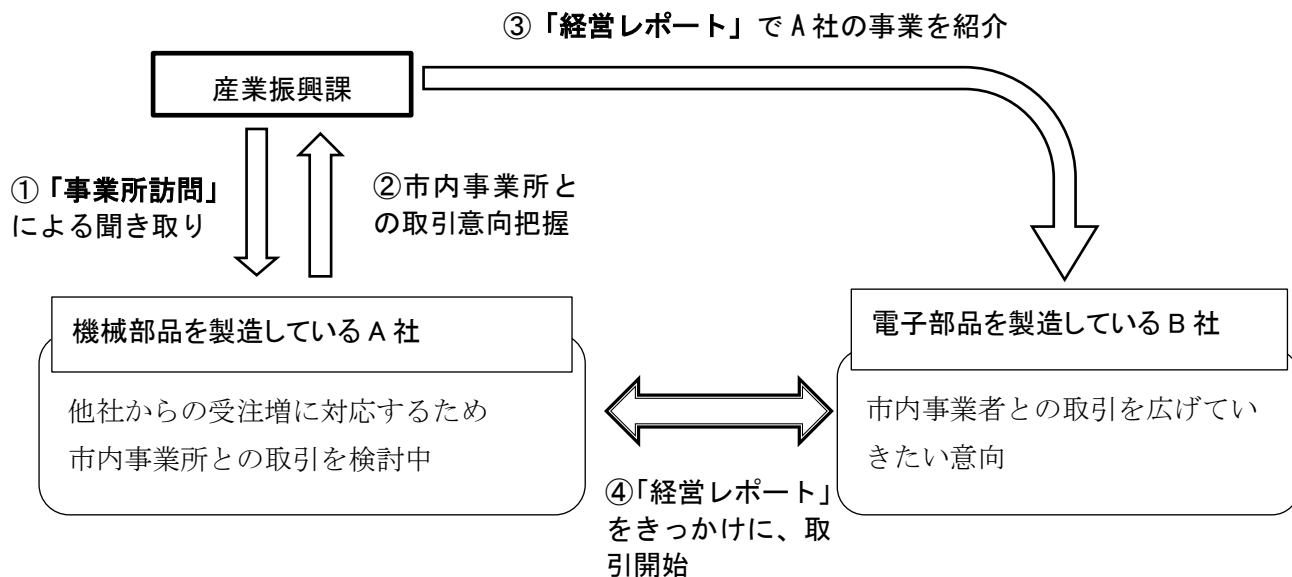 ③「経営レポート」でA社の事業を紹介
産業振興課
①「事業所訪問」
による聞き取り
②市内事業所と
の取引意向把握
機械部品を製造しているA社
他社からの受注増に対応するため
市内事業所との取引を検討中
電子部品を製造しているB社
市内事業者との取引を広げてい
きたい意向
④「経営レポート」
をきっかけに、取
引開始